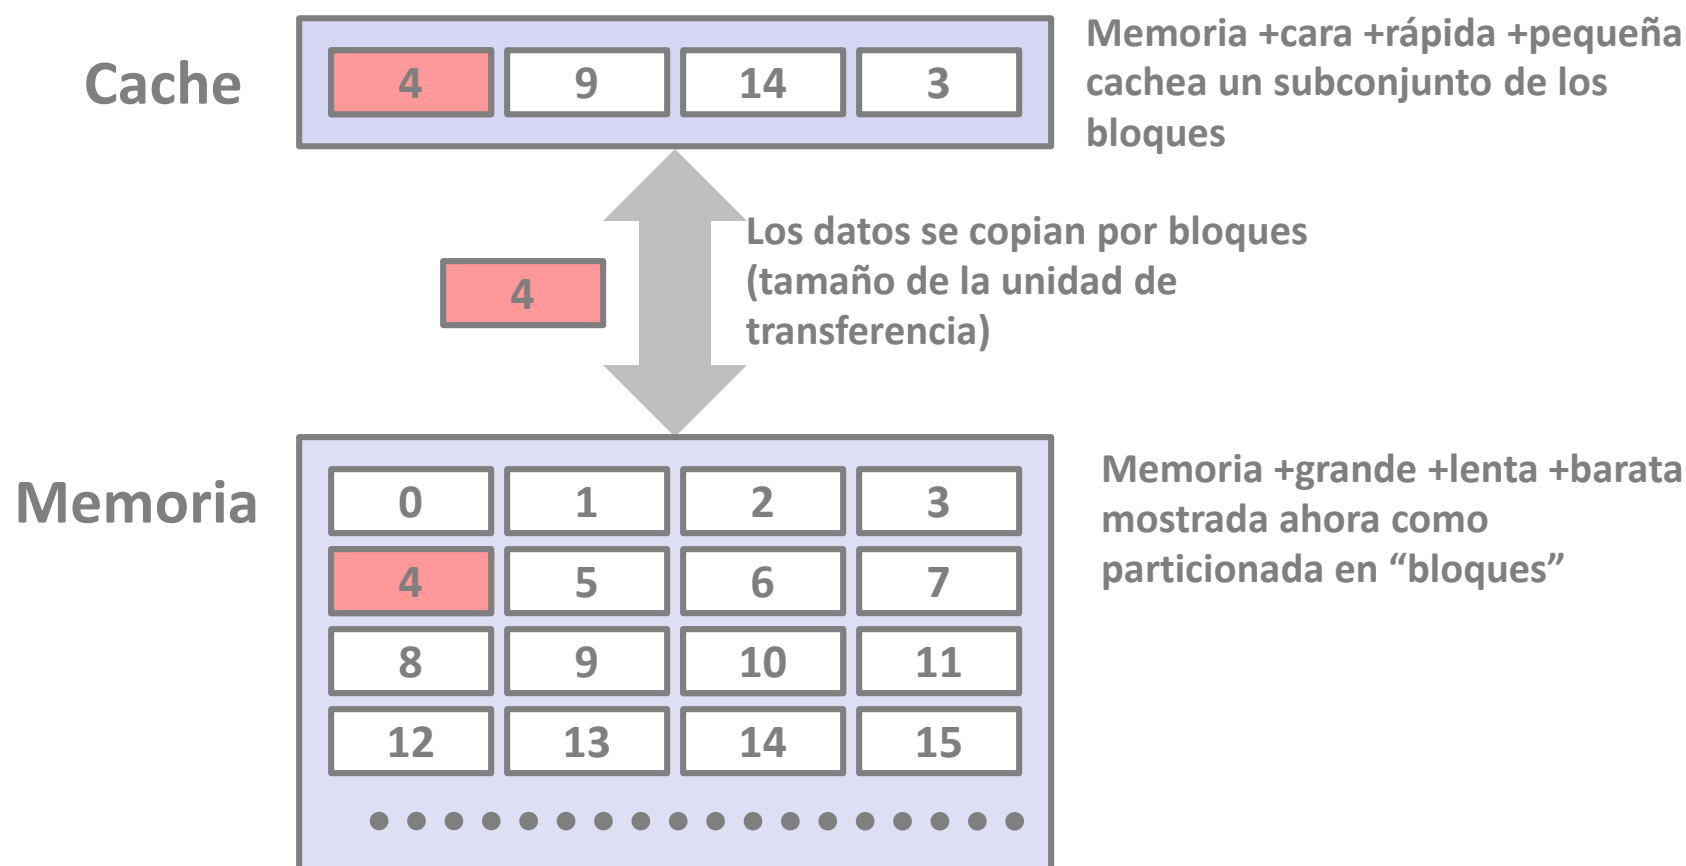 Cache
4 9 14 3
Memoria +cara +rápida +pequeña
cachea un subconjunto de los
bloques
4
Los datos se copian por bloques
(tamaño de la unidad de
transferencia)
Memoria
0 1 2 3
4 5 6 7
8 9 10 11
12 13 14 15
Memoria +grande +lenta +barata
mostrada ahora como
particionada en “bloques”